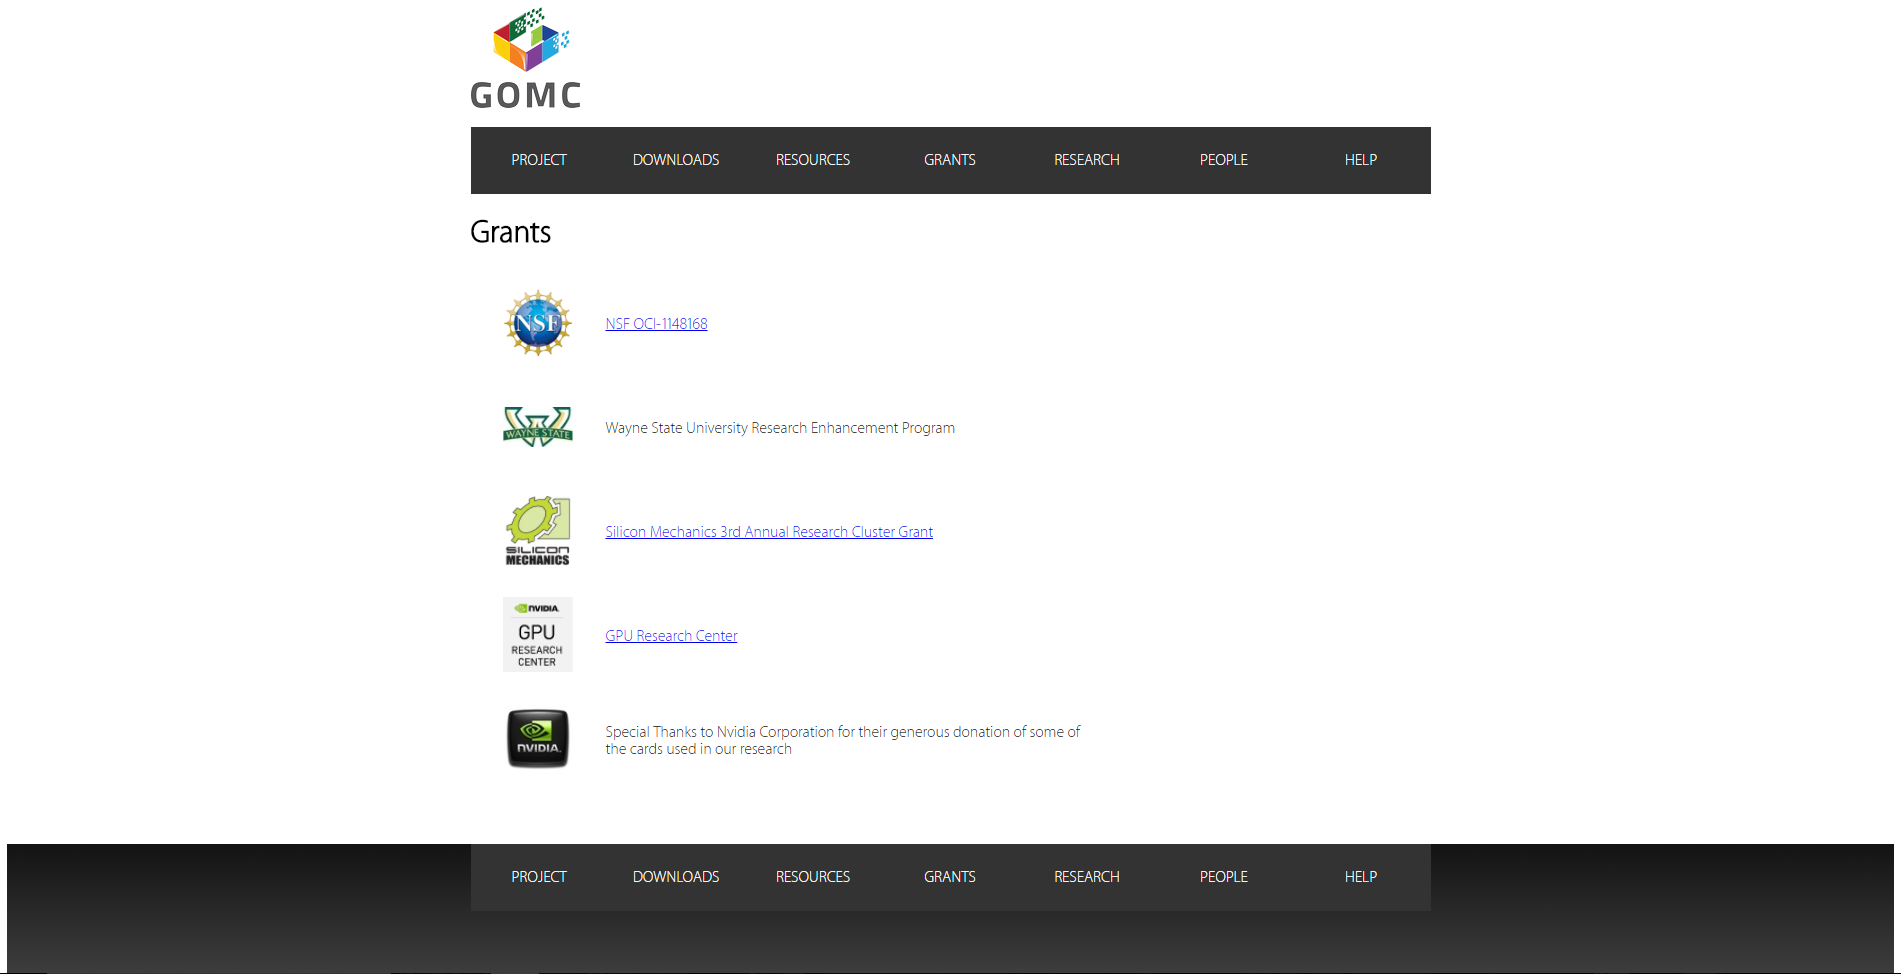 GOMC
PROJECT DOWNLOADS RESOURCES GRANTS RESEARCH PEOPLE HELP
Grants
NSF
NSF OCI-1148168
WAYNE STATE
Wayne State University Research Enhancement Program
SILICON
MECHANICS
Silicon Mechanics 3rd Annual Research Cluster Grant
NVIDIA.
GPU
RESEARCH
CENTER
GPU Research Center
NVIDIA.
Special Thanks to Nvidia Corporation for their generous donation of some of
the cards used in our research
PROJECT DOWNLOADS RESOURCES GRANTS RESEARCH PEOPLE HELP